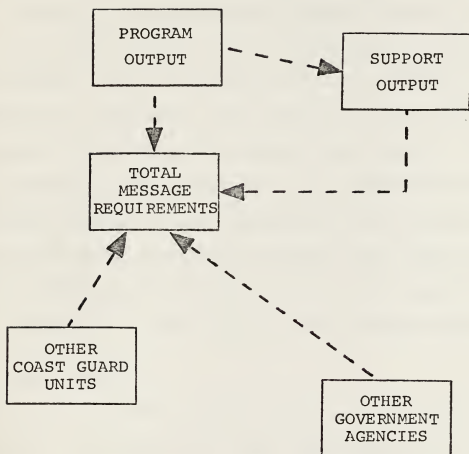 PROGRAM
OUTPUT
SUPPORT
OUTPUT
TOTAL
MESSAGE
REQUIREMENTS
OTHER
COAST GUARD
UNITS
OTHER
GOVERNMENT
AGENCIES